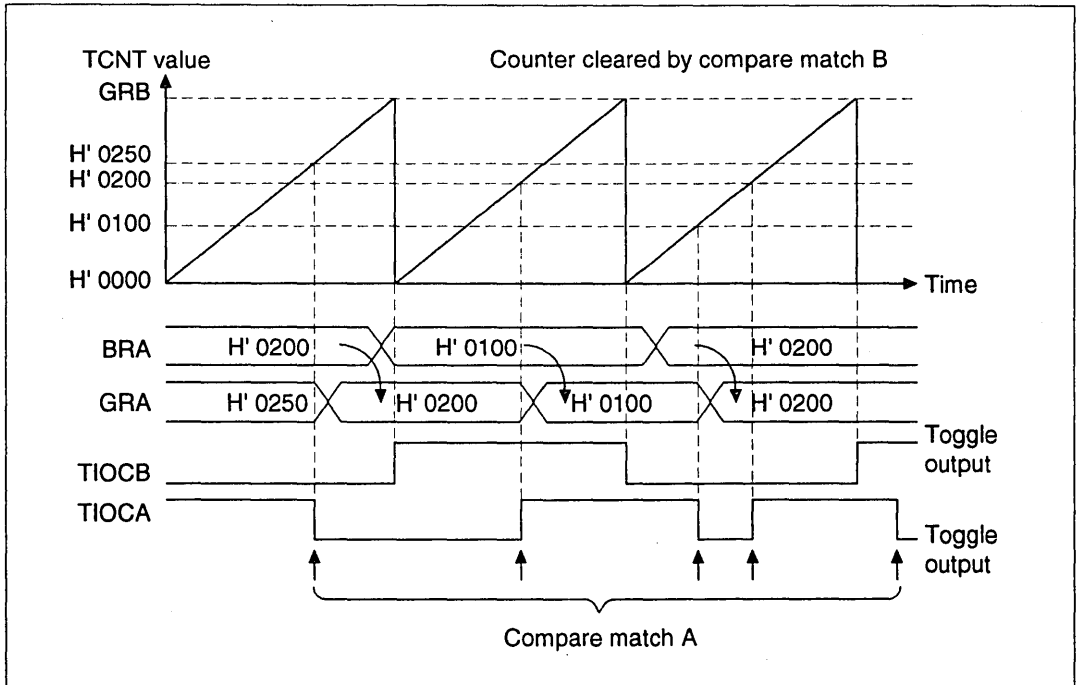 TCNT value
Counter cleared by compare match B
GRB
H' 0250
H' 0200
H' 0100
H' 0000
Time
BRA
H' 0200
H' 0100
H' 0200
GRA
H' 0250
H' 0200
H' 0100
H' 0200
TIOCB
Toggle
output
TIOCA
Toggle
output
Compare match A